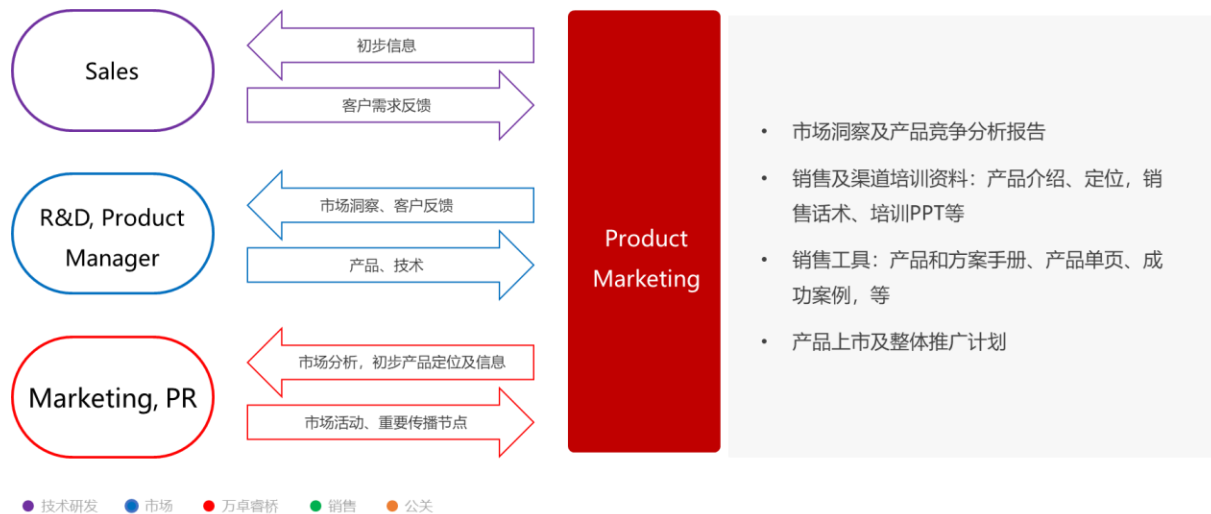 Sales
初步信息
客户需求反馈
R&D, Product
Manager
市场洞察、客户反馈
产品、技术
Marketing, PR
市场分析，初步产品定位及信息
市场活动、重要传播节点
Product
Marketing
• 市场洞察及产品竞争分析报告
• 销售及渠道培训资料：产品介绍、定位，销
售话术、培训PPT等
• 销售工具：产品和方案手册、产品单页、成
功案例，等
• 产品上市及整体推广计划
技术研发 市场 万卓睿桥 销售 公关